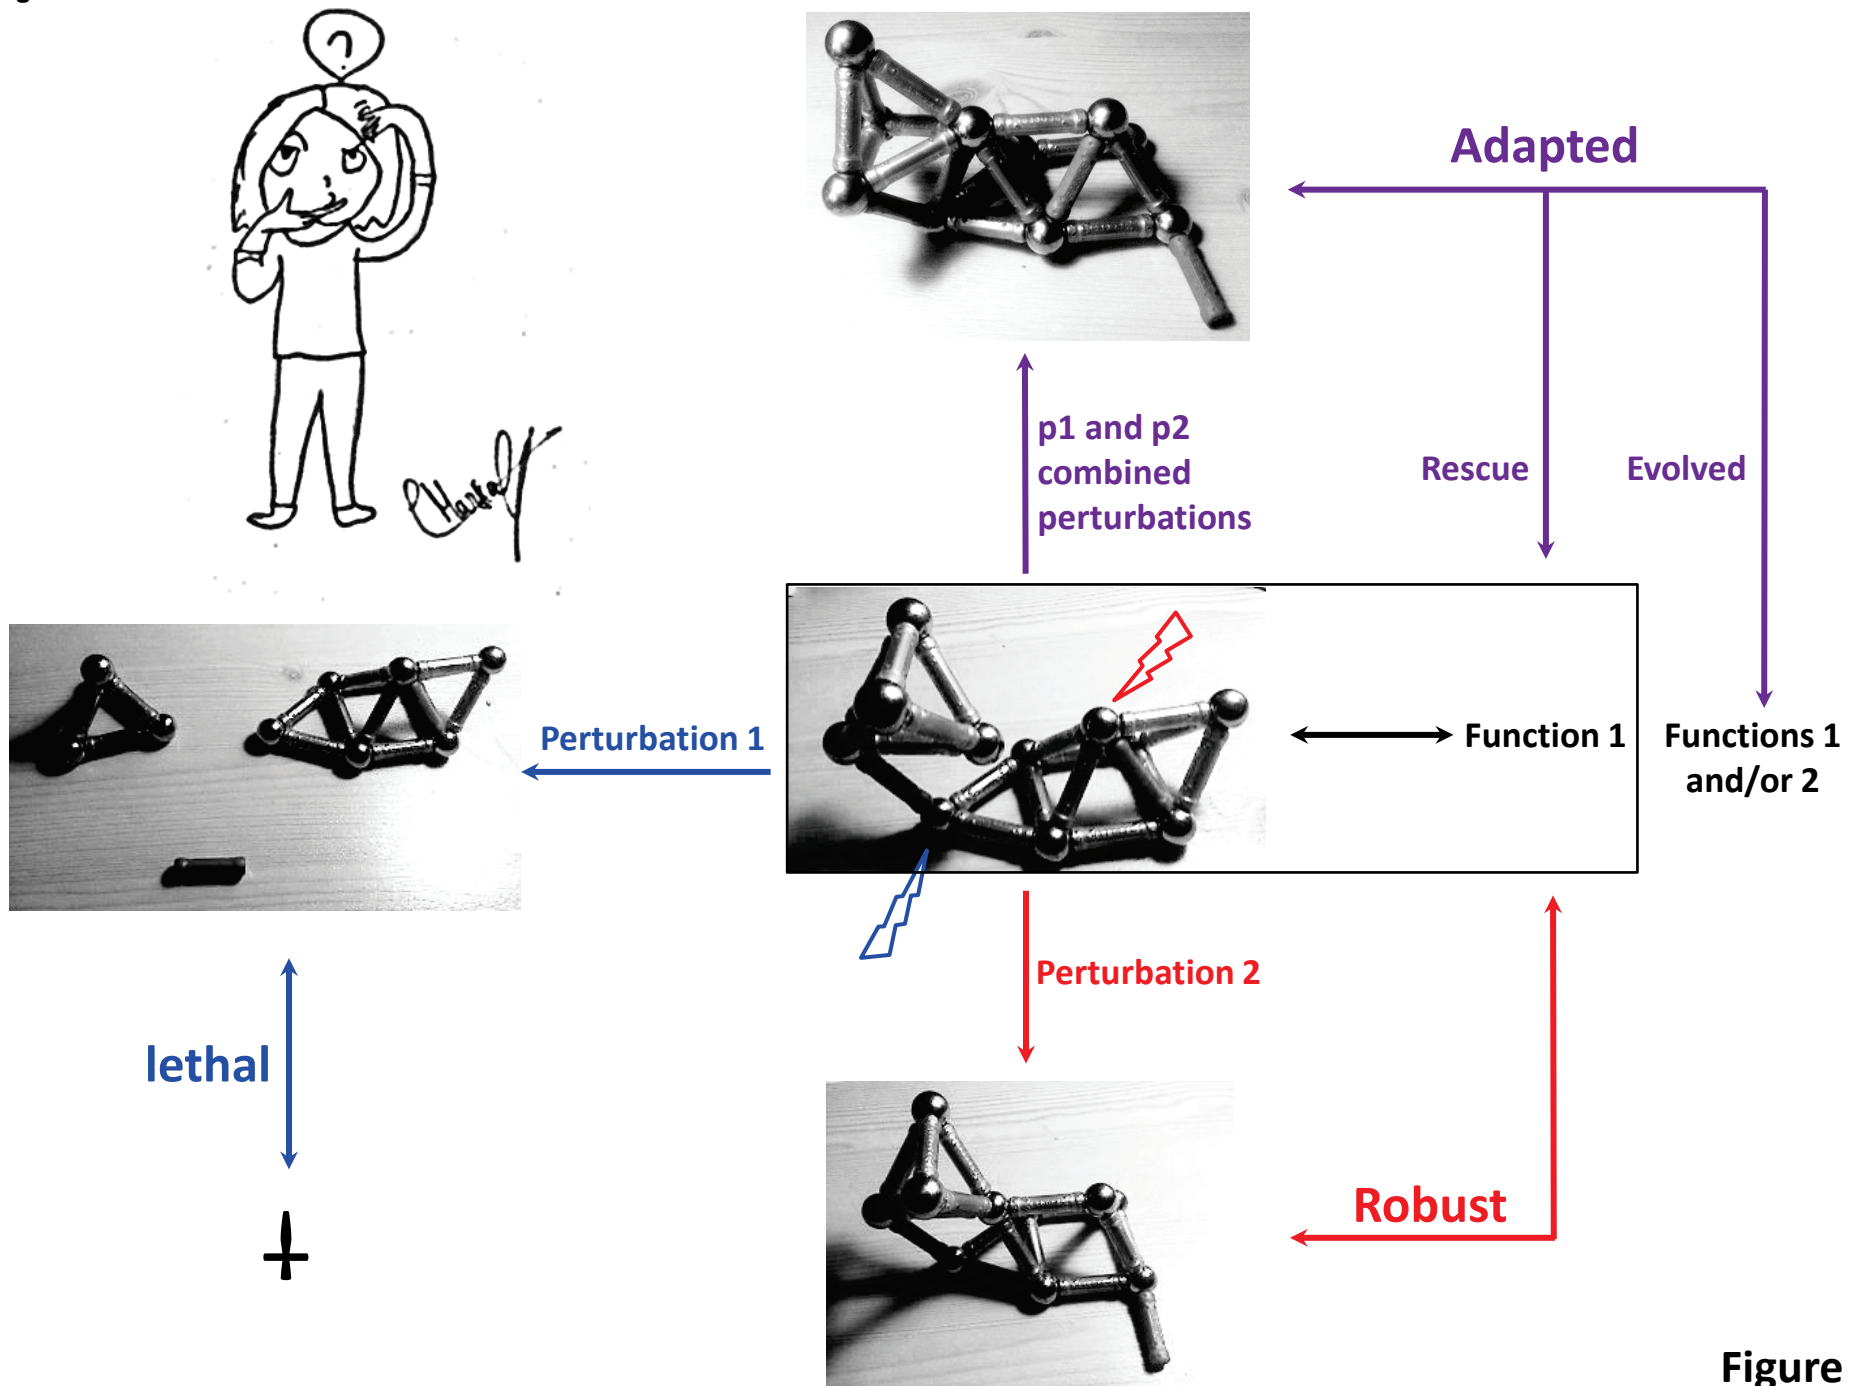 ?
Adapted
p1 and p2
combined
perturbations
Rescue
Evolved
Perturbation 1
Function 1
Functions 1
and/or 2
Perturbation 2
lethal
Robust
Figure